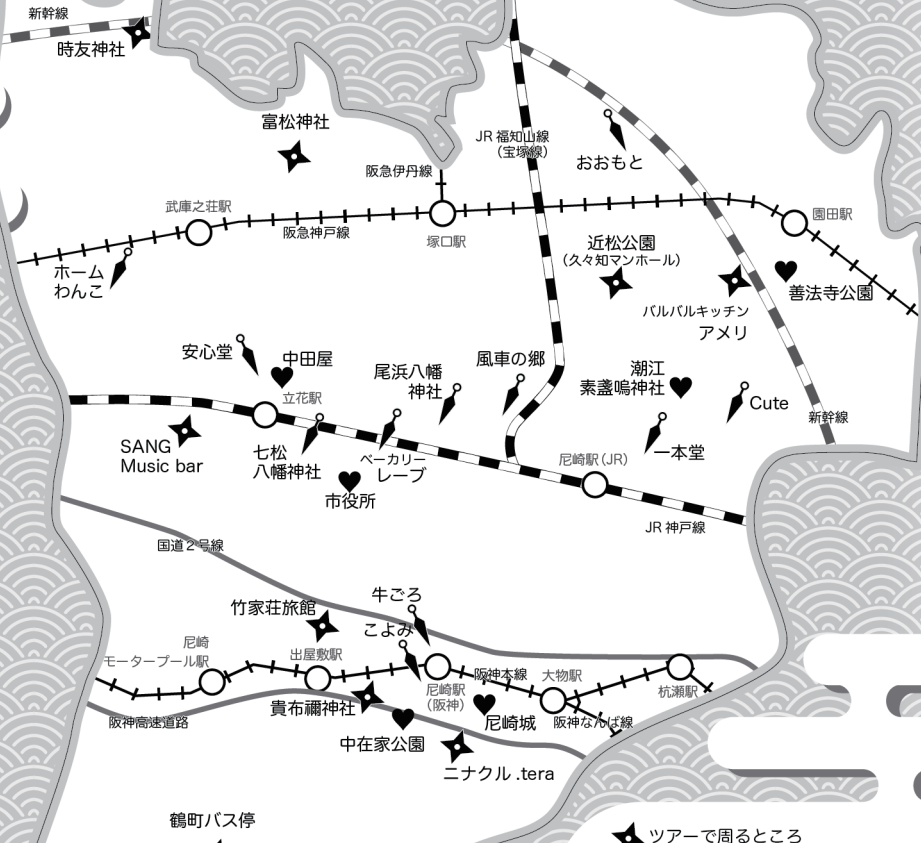 新幹線
時友神社
富松神社
JR 福知山線
（宝塚線）
おおもと
阪急伊丹線
武庫之荘駅
阪急神戸線
塚口駅
園田駅
近松公園
（久々知マンホール）
ホーム
わんこ
善法寺公園
バルバルキッチン
アメリ
安心堂
中田屋
尾浜八幡
神社
風車の郷
潮江
素盞嗚神社
立花駅
Cute
新幹線
SANG
Music bar
七松
八幡神社
ベーカリー
レーブ
市役所
尼崎駅（JR）
一本堂
JR 神戸線
国道２号線
竹家荘旅館
牛ごろ
こよみ
尼崎
モータープール駅
出屋敷駅
阪神本線
大物駅
杭瀬駅
尼崎駅
（阪神）
貴布禰神社
尼崎城
阪神高速道路
阪神なんば線
中在家公園
ニナクル .tera
鶴町バス停
ツアーで周るところ